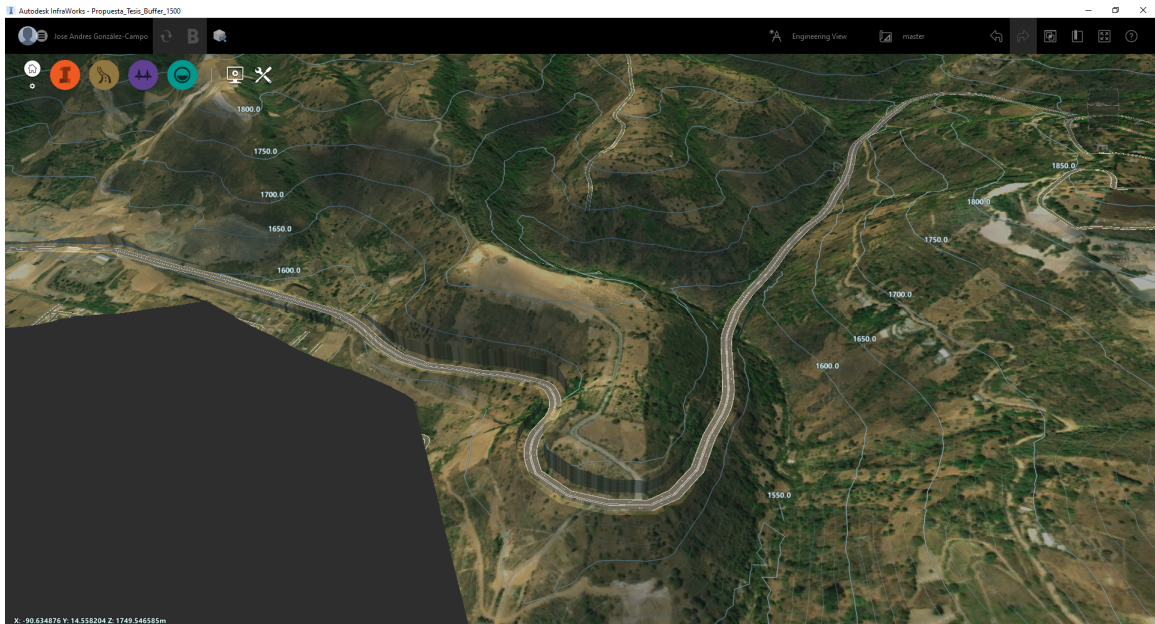 Autodesk InfraWorks - Propuesta_Tesis_Buffer_1500
Jose Andres González-Campo
B
Engineering View
master
1800.0
1750.0
1700.0
1650.0
1600.0
1850.0
1800.0
1750.0
1700.0
1650.0
1600.0
1550.0
X: -90.634876 Y: 14.558204 Z: 1749.546585m